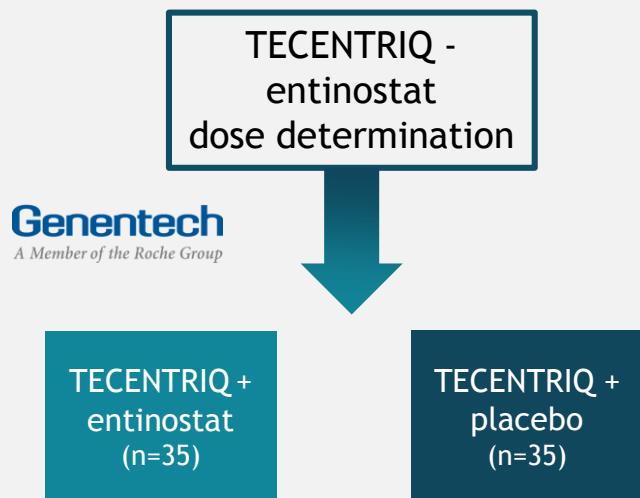 TECENTRIQ -
entinostat
dose determination
Genentech
A Member of the Roche Group
TECENTRIQ +
entinostat
(n=35)
TECENTRIQ +
placebo
(n=35)